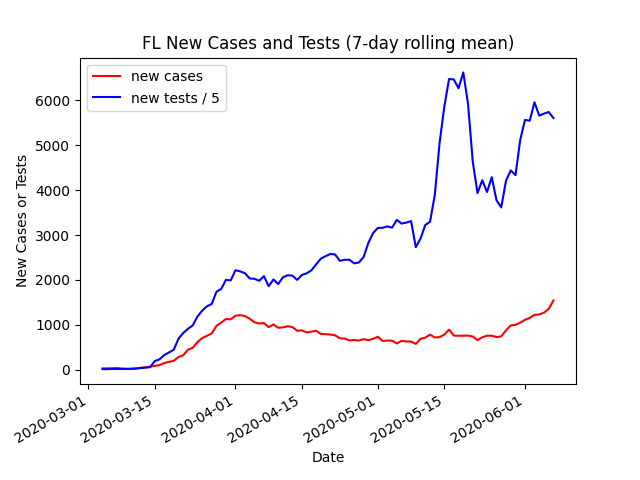 FL New Cases and Tests (7-day rolling mean)
new cases
new tests / 5
New Cases or Tests
6000
5000
4000
3000
2000
1000
0
2020-03-01
2020-03-15
2020-04-01
2020-04-15
2020-05-01
2020-05-15
2020-06-01
Date